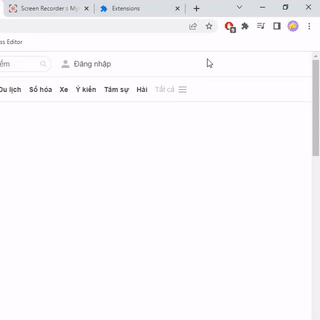 Screen Recorder's My
Extensions
ss Editor
iếm
Đăng nhập
Du lịch Số hóa Xe Ý kiến Tâm sự Hài Tất cả